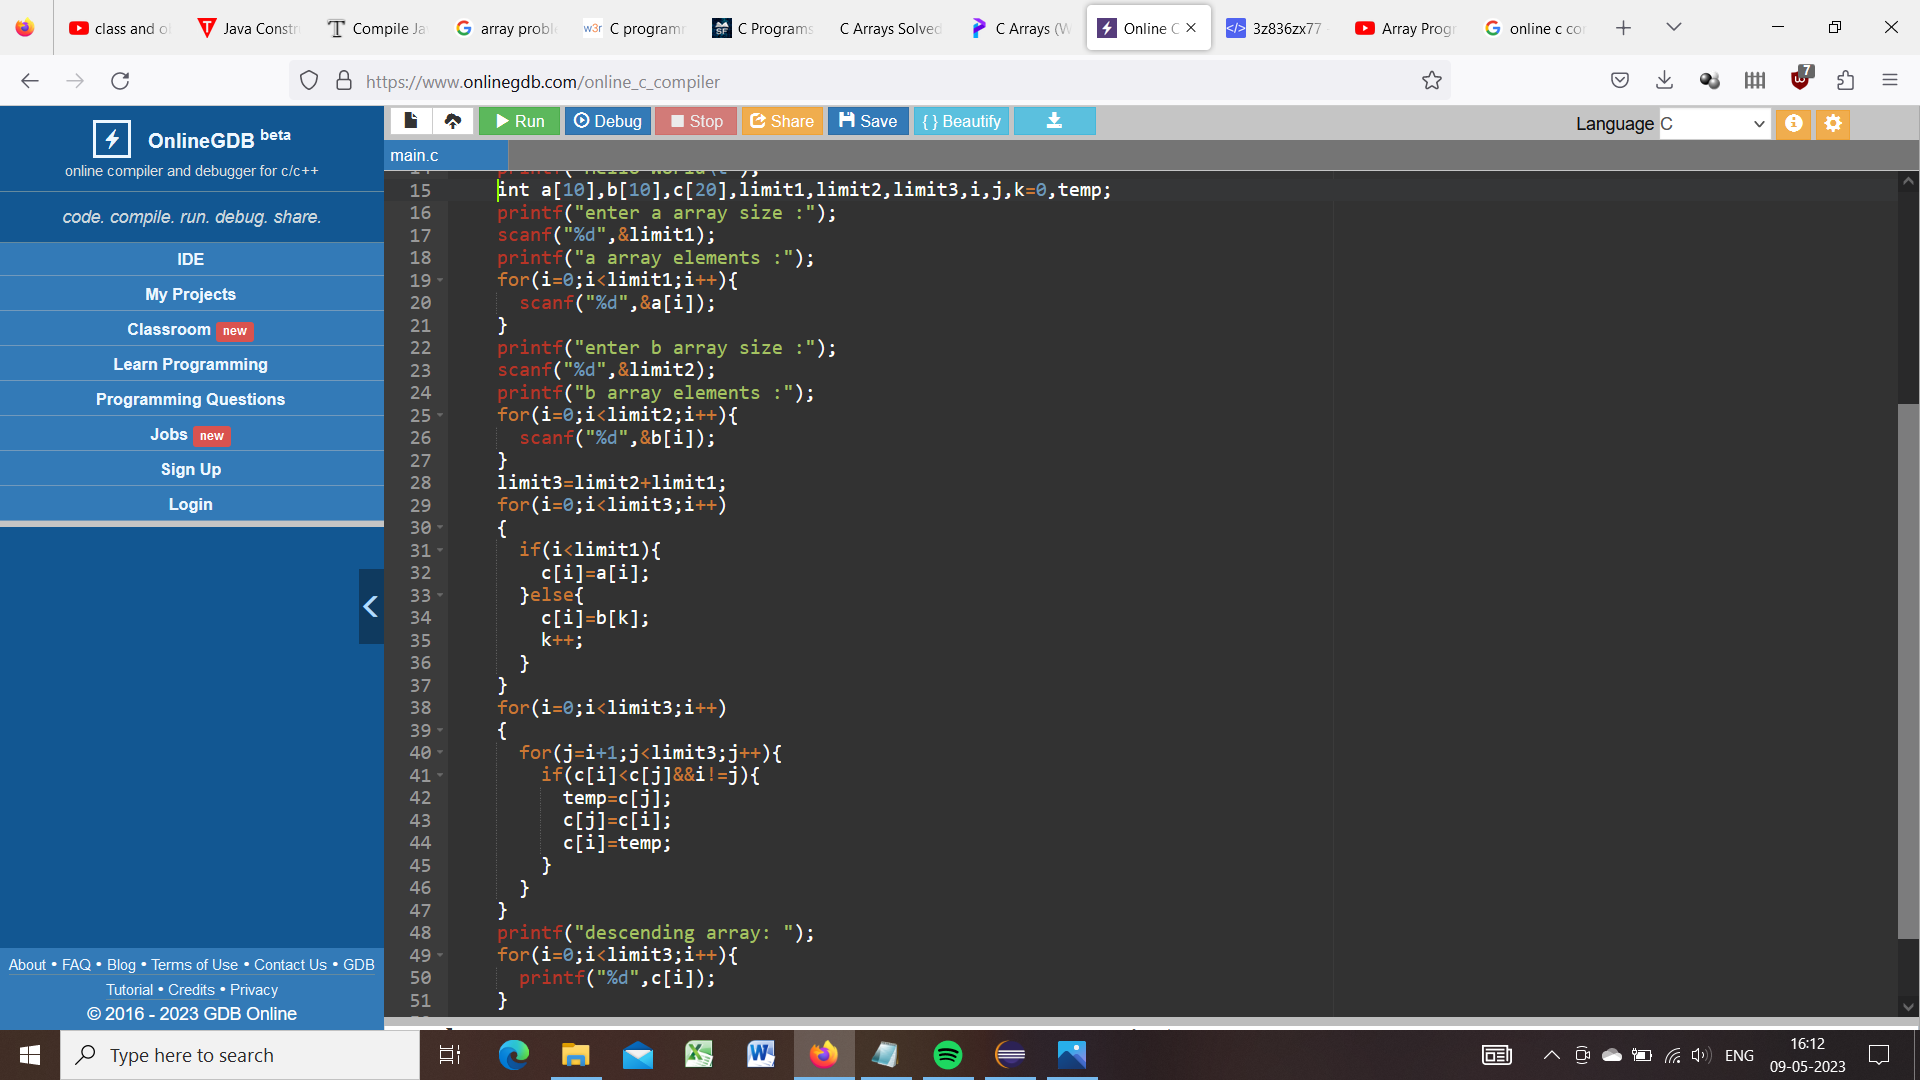 class and ol
Java Constr
Compile Ja
array proble
w3r
C programm
SF
C Programs
C Arrays Solved
C Arrays (W
Online C
3z836zx77 -
Array Prog
online c co
https://www.onlinegdb.com/online_c_compiler
7
OnlineGDB beta
online compiler and debugger for c/c++
code. compile. run. debug. share.
IDE
My Projects
Classroom new
Learn Programming
Programming Questions
Jobs new
Sign Up
Login
About • FAQ • Blog • Terms of Use • Contact Us • GDB
Tutorial • Credits • Privacy
© 2016 - 2023 GDB Online
Run Debug Stop Share Save { } Beautify
Language C
main.c
15 int a[10],b[10],c[20],limit1,limit2,limit3,i,j,k=0,temp;
16 printf("enter a array size :");
17 scanf("%d",&limit1);
18 printf("a array elements :");
19 for(i=0;i<limit1;i++){
20 scanf("%d",&a[i]);
21 }
22 printf("enter b array size :");
23 scanf("%d",&limit2);
24 printf("b array elements :");
25 for(i=0;i<limit2;i++){
26 scanf("%d",&b[i]);
27 }
28 limit3=limit2+limit1;
29 for(i=0;i<limit3;i++)
30 {
31 if(i<limit1){
32 c[i]=a[i];
33 }else{
34 c[i]=b[k];
35 k++;
36 }
37 }
38 for(i=0;i<limit3;i++)
39 {
40 for(j=i+1;j<limit3;j++){
41 if(c[i]<c[j]&&i!=j){
42 temp=c[j];
43 c[j]=c[i];
44 c[i]=temp;
45 }
46 }
47 }
48 printf("descending array: ");
49 for(i=0;i<limit3;i++){
50 printf("%d",c[i]);
51 }
Type here to search
ENG
16:12
09-05-2023